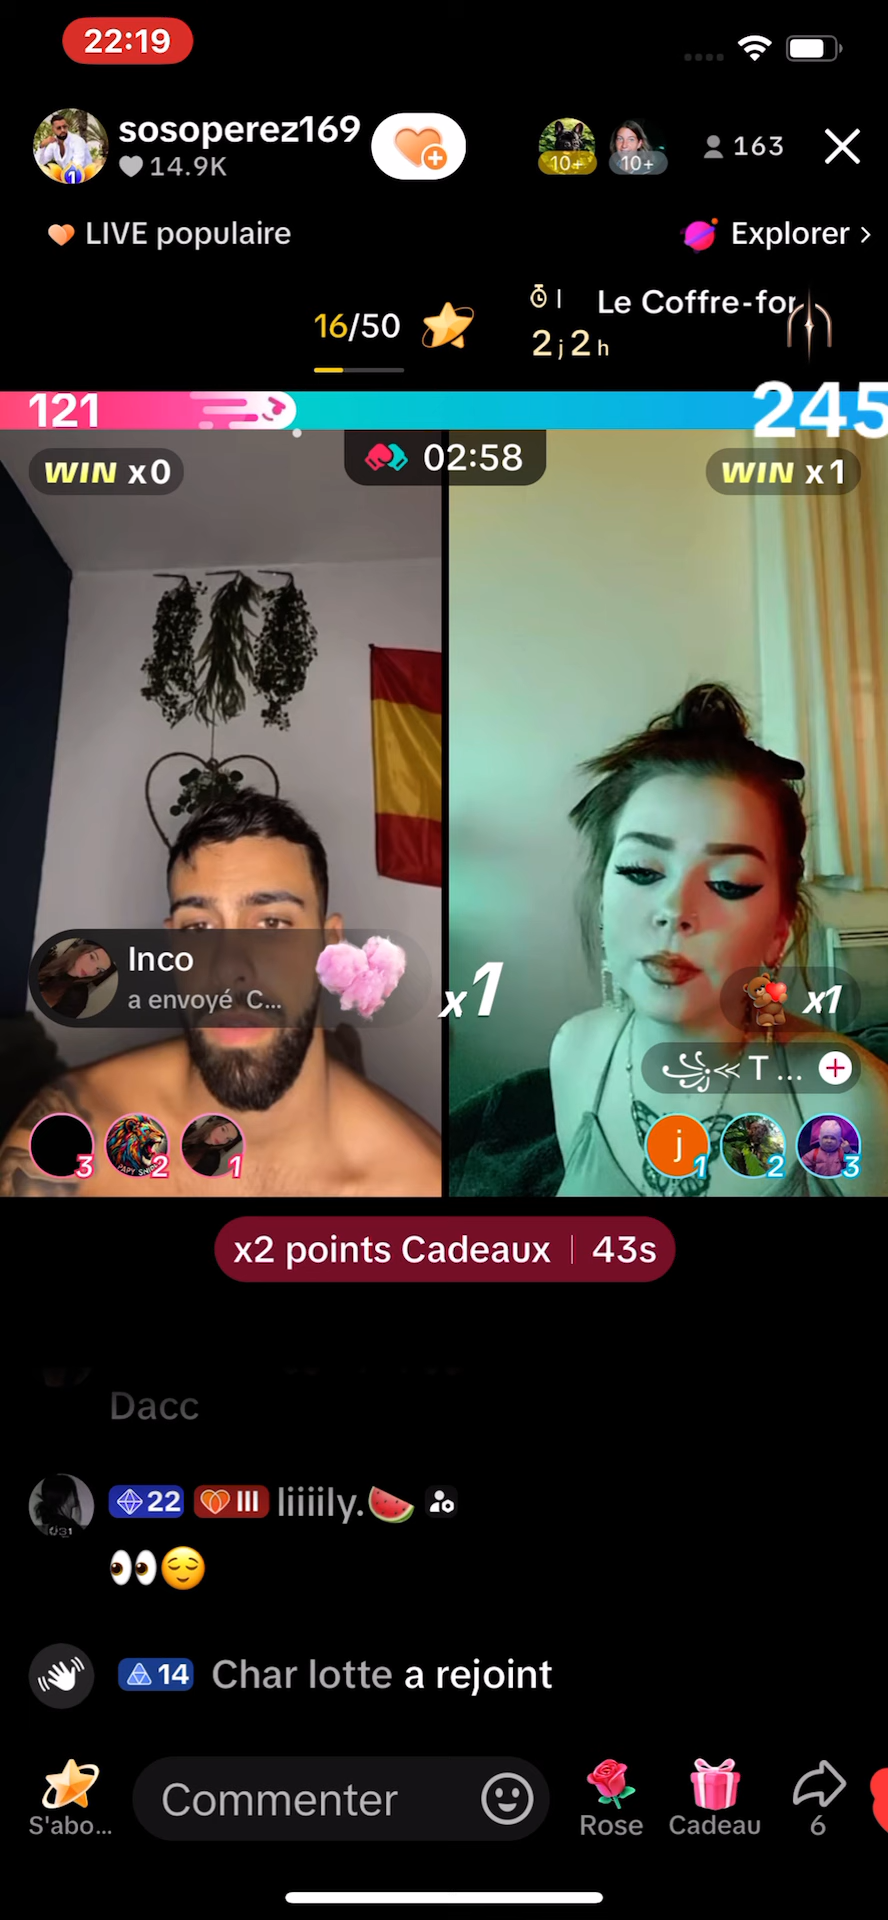 22:19
sosoperez169
14.9K
10+
10+
163
LIVE populaire
Explorer >
16/50
Le Coffre-for
2 j 2 h
121
245
WIN x0
02:58
WIN x1
Inco
a envoyé C...
x1
x1
T ...
3
2
1
j
1
2
3
x2 points Cadeaux | 43s
Dacc
22 III liiiily.🍉
👀😌
14 Char lotte a rejoint
S'abo...
Commenter
Rose
Cadeau
6